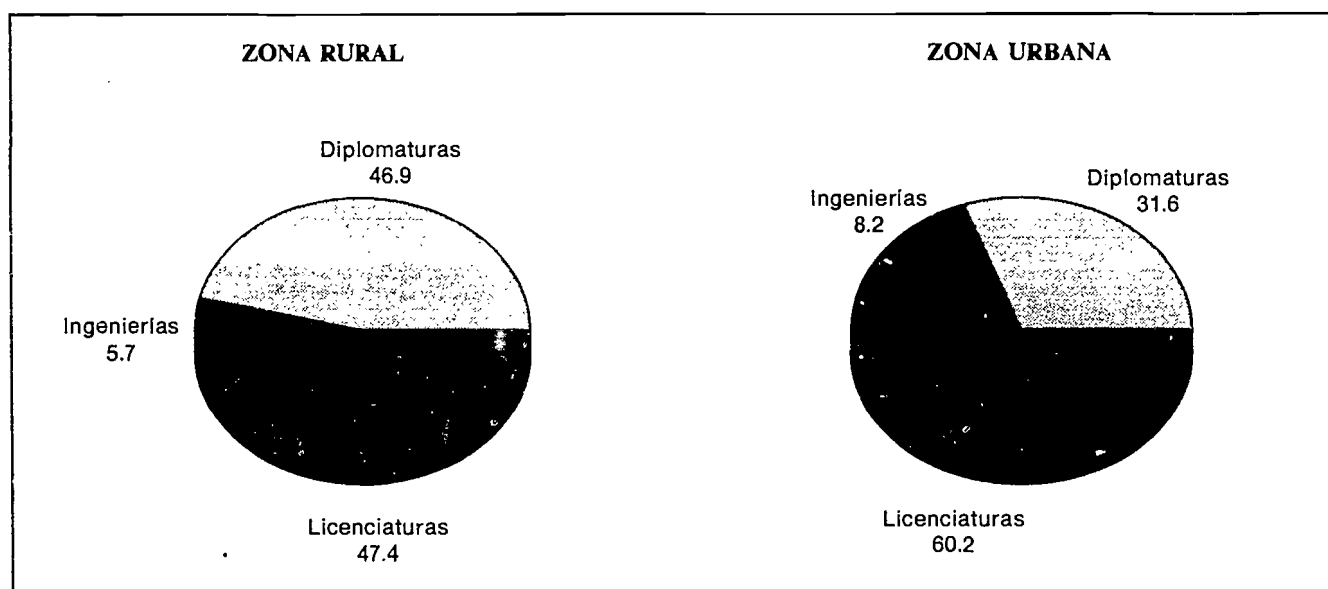 ZONA RURAL
Diplomaturas
46.9
Ingenierías
5.7
Licenciaturas
47.4
ZONA URBANA
Ingenierías
8.2
Diplomaturas
31.6
Licenciaturas
60.2